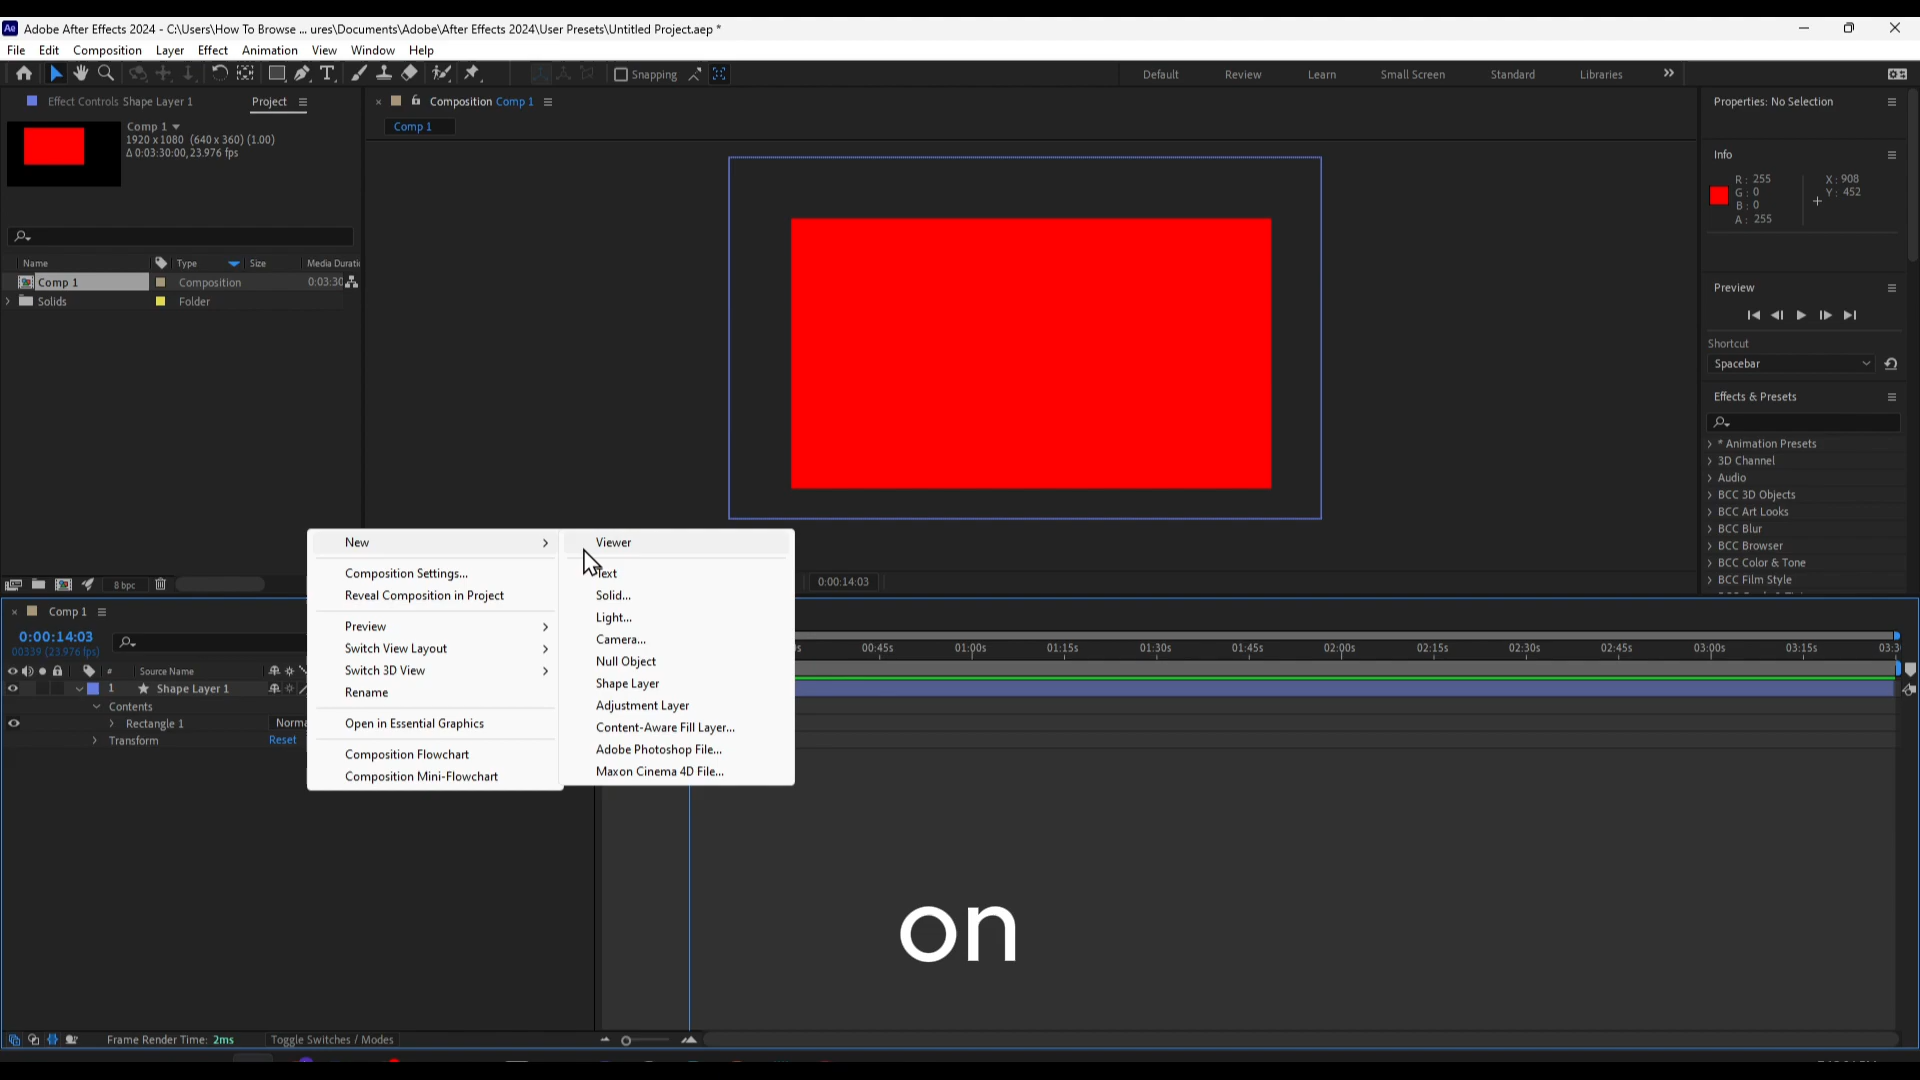 Adobe After Effects 2024 - C:\Users\How To Browse ... ures\Documents\Adobe\After Effects 2024\User Presets\Untitled Project.aep *
File Edit Composition Layer Effect Animation View Window Help
Snapping
Default Review Learn Small Screen Standard Libraries
Effect Controls Shape Layer 1 Project
Comp 1
1920 x 1080 (640 x 360) (1.00)
Δ 0:03:30:00, 23.976 fps
Name Type Size Media Durati
Comp 1 Composition 0:03:30
Solids Folder
8 bpc
Composition Comp 1
Comp 1
0:00:14:03
Properties: No Selection
Info
R: 255
G: 0
B: 0
A: 255
X: 908
Y: 452
Preview
Shortcut
Spacebar
Effects & Presets
* Animation Presets
3D Channel
Audio
BCC 3D Objects
BCC Art Looks
BCC Blur
BCC Browser
BCC Color & Tone
BCC Film Style
New
Composition Settings...
Reveal Composition in Project
Preview
Switch View Layout
Switch 3D View
Rename
Open in Essential Graphics
Composition Flowchart
Composition Mini-Flowchart
Viewer
Text
Solid...
Light...
Camera...
Null Object
Shape Layer
Adjustment Layer
Content-Aware Fill Layer...
Adobe Photoshop File...
Maxon Cinema 4D File...
Comp 1
0:00:14:03
00339 (23.976 fps)
# Source Name
1 Shape Layer 1
Contents
Rectangle 1 Norma
Transform Reset
00:45s 01:00s 01:15s 01:30s 01:45s 02:00s 02:15s 02:30s 02:45s 03:00s 03:15s 03:3
on
Frame Render Time: 2ms Toggle Switches / Modes